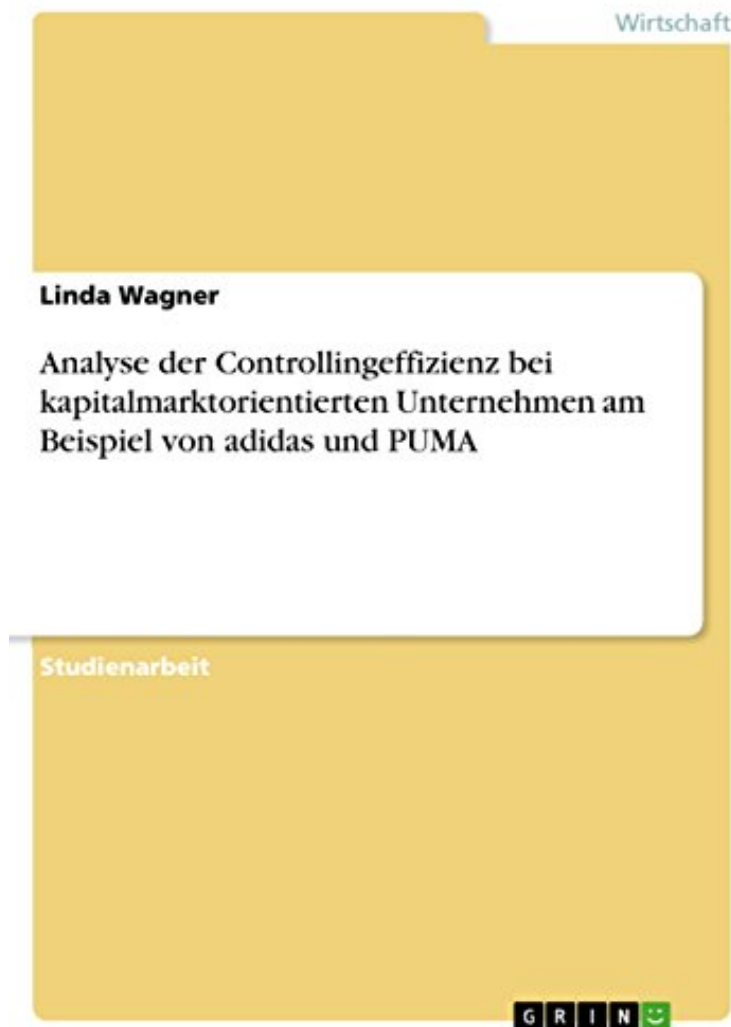 Wirtschaft
Linda Wagner
Analyse der Controllingeffizienz bei
kapitalmarktorientierten Unternehmen am
Beispiel von adidas und PUMA
Studienarbeit
GRIN